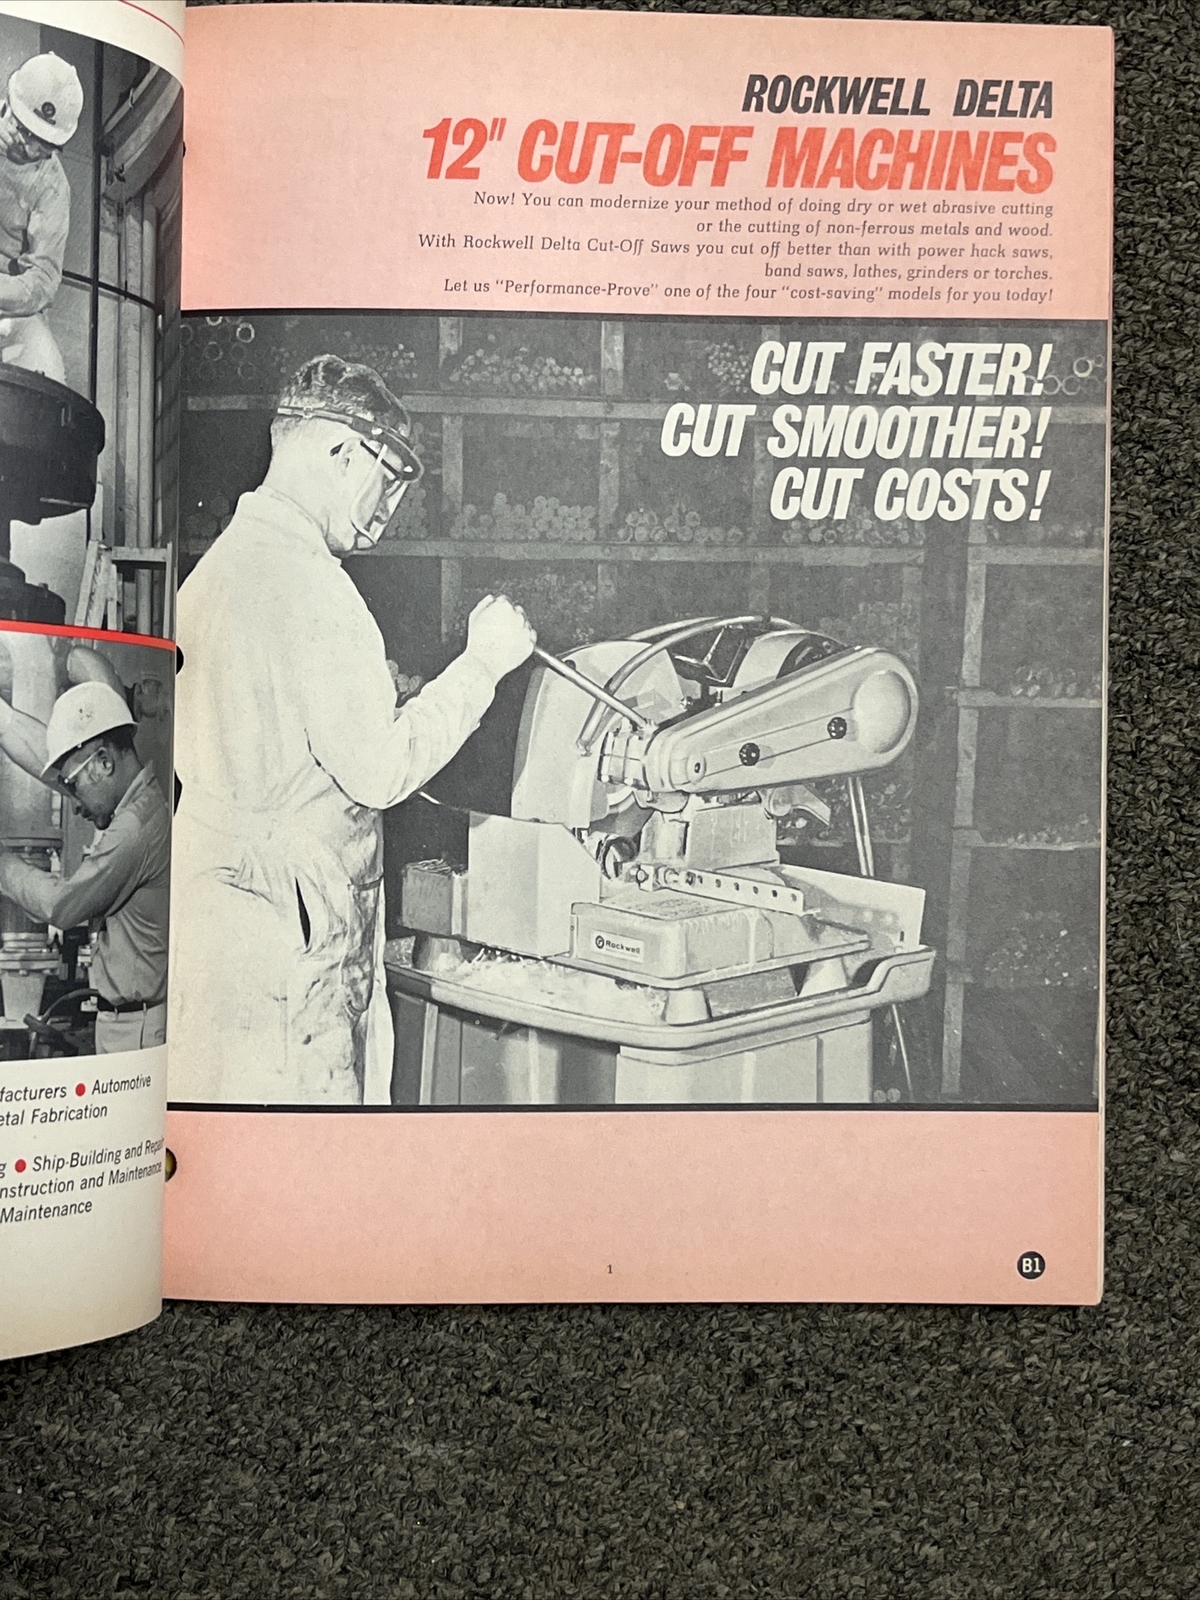 ROCKWELL DELTA
12" CUT-OFF MACHINES
Now! You can modernize your method of doing dry or wet abrasive cutting
or the cutting of non-ferrous metals and wood.
With Rockwell Delta Cut-Off Saws you cut off better than with power hack saws,
band saws, lathes, grinders or torches.
Let us "Performance-Prove" one of the four "cost-saving" models for you today!
CUT FASTER!
CUT SMOOTHER!
CUT COSTS!
Rockwell
facturers ● Automotive
etal Fabrication
g ● Ship-Building and Repair
nstruction and Maintenance
Maintenance
1
B1